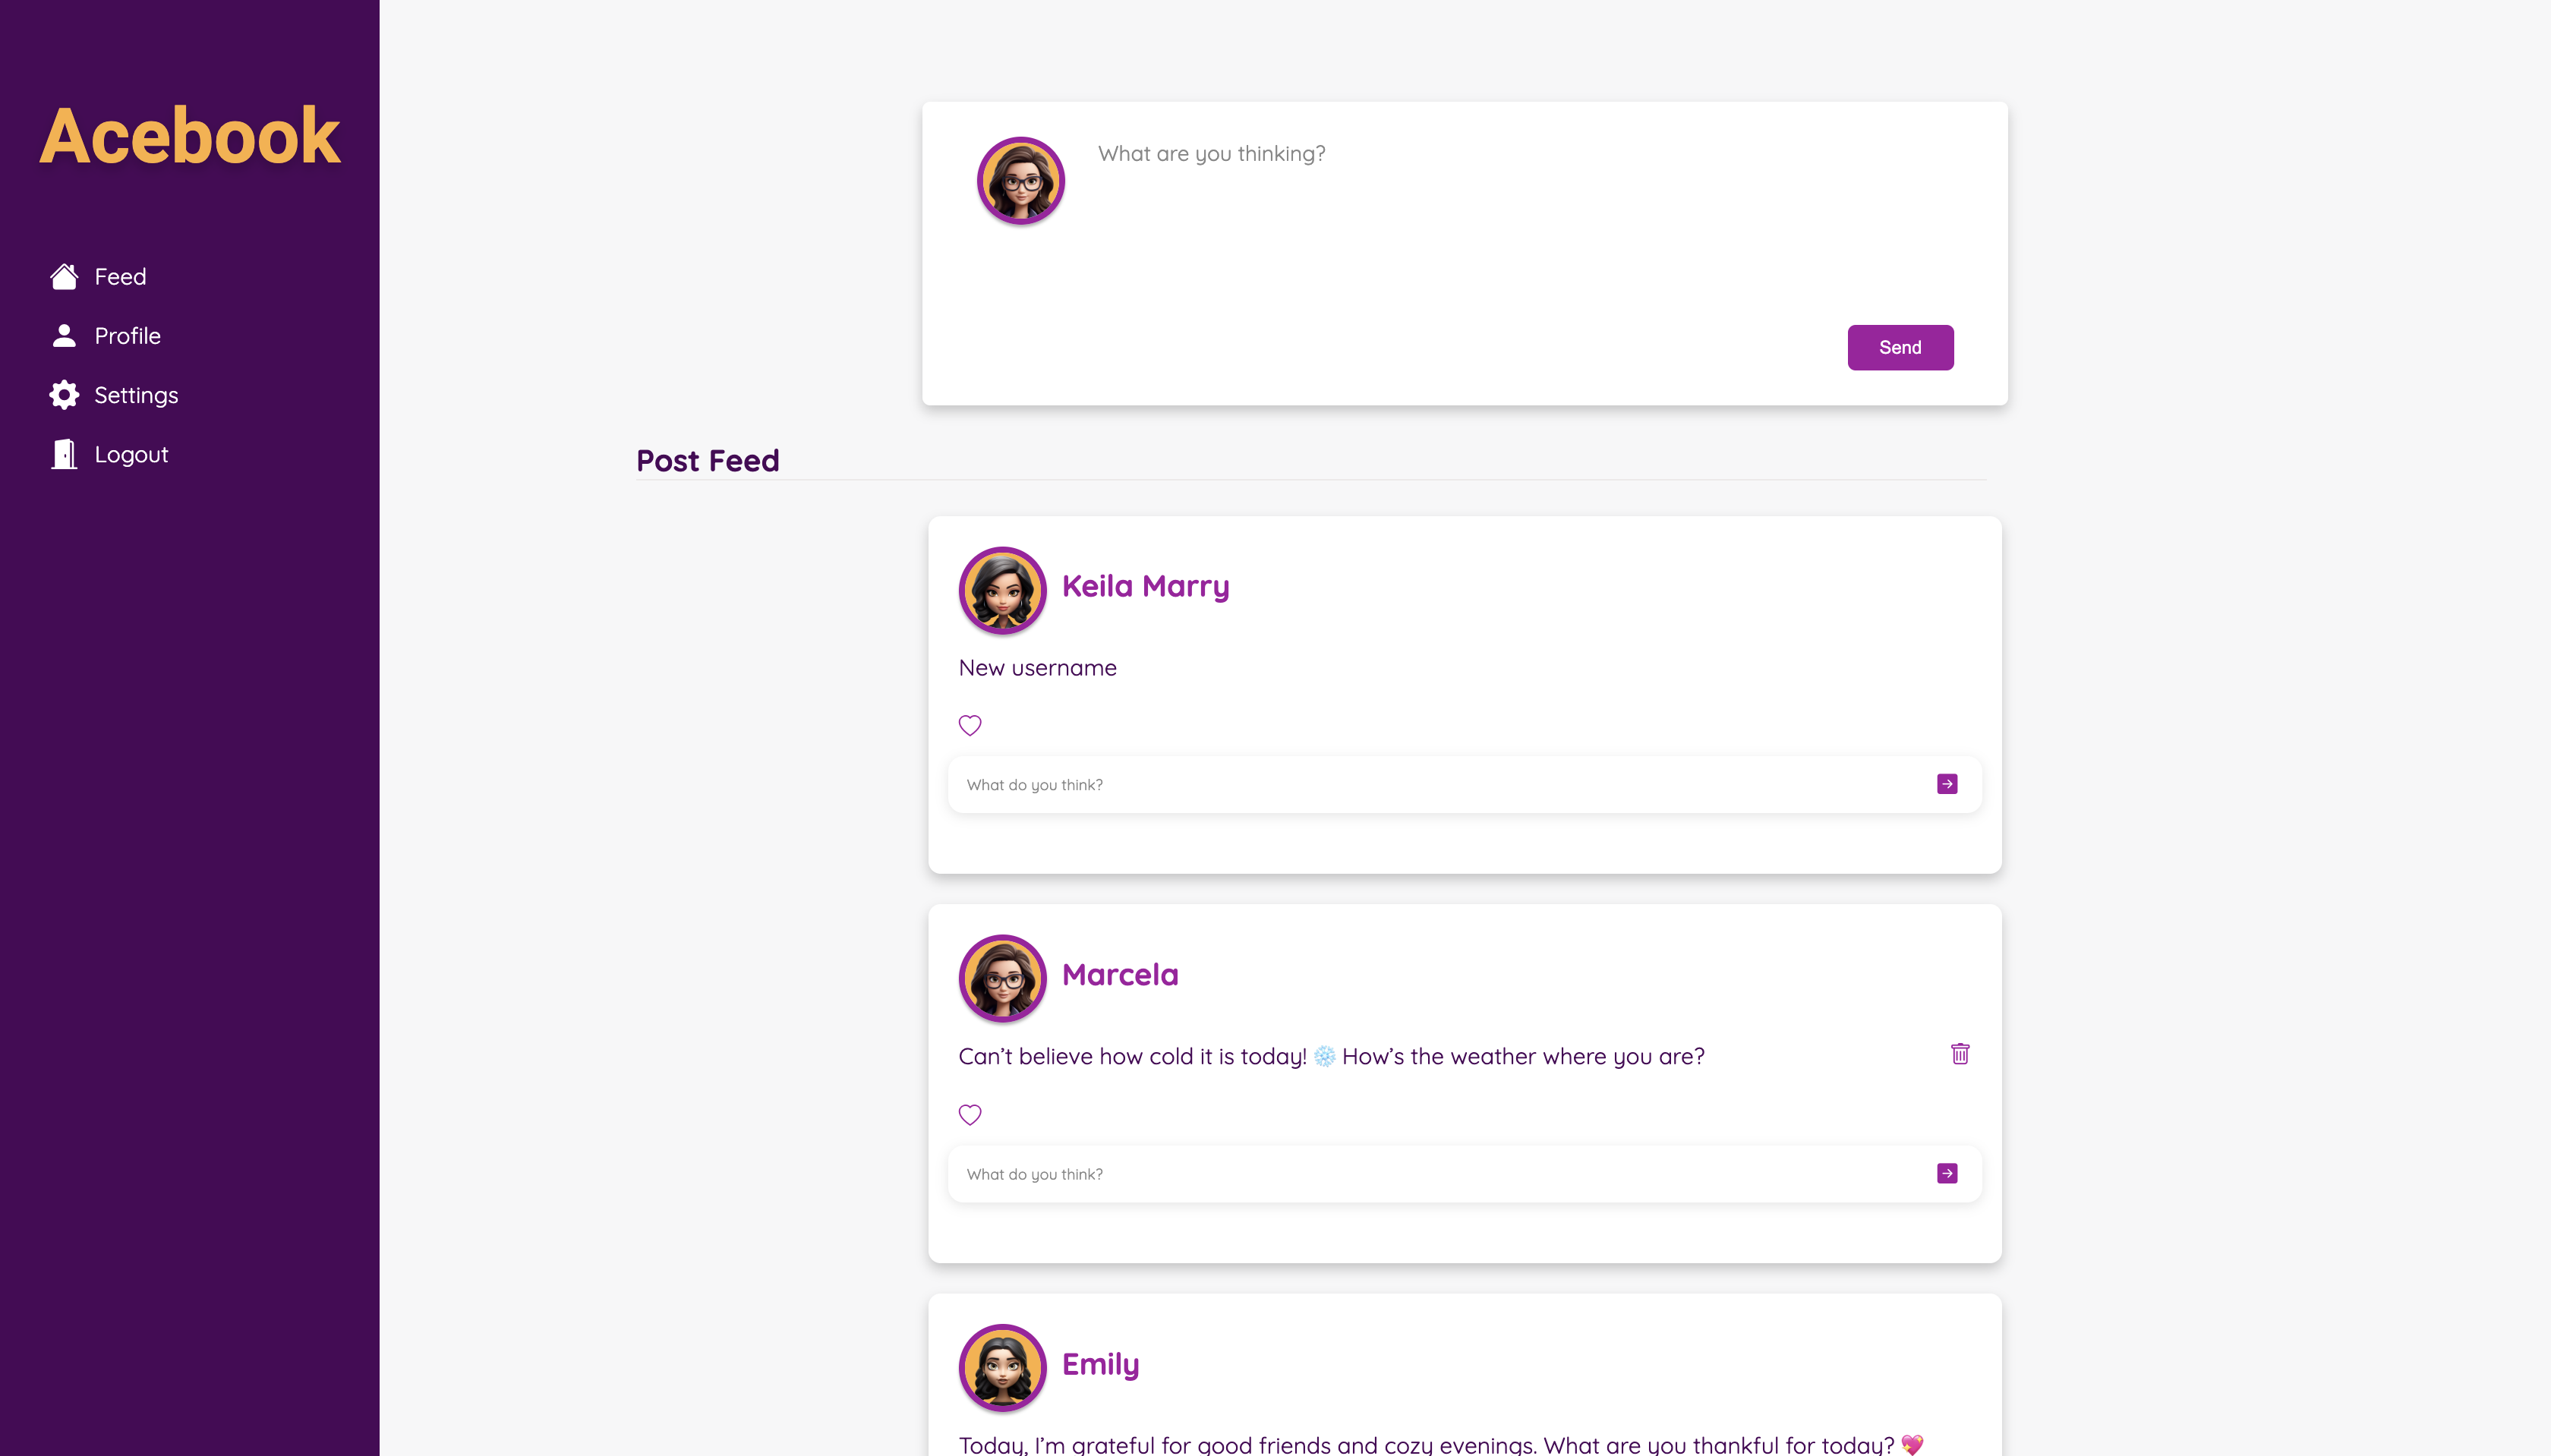 Acebook
Feed
Profile
Settings
Logout
What are you thinking?
Send
Post Feed
Keila Marry
New username
What do you think?
Marcela
Can’t believe how cold it is today! ❄️ How’s the weather where you are?
What do you think?
Emily
Today, I’m grateful for good friends and cozy evenings. What are you thankful for today? 💖